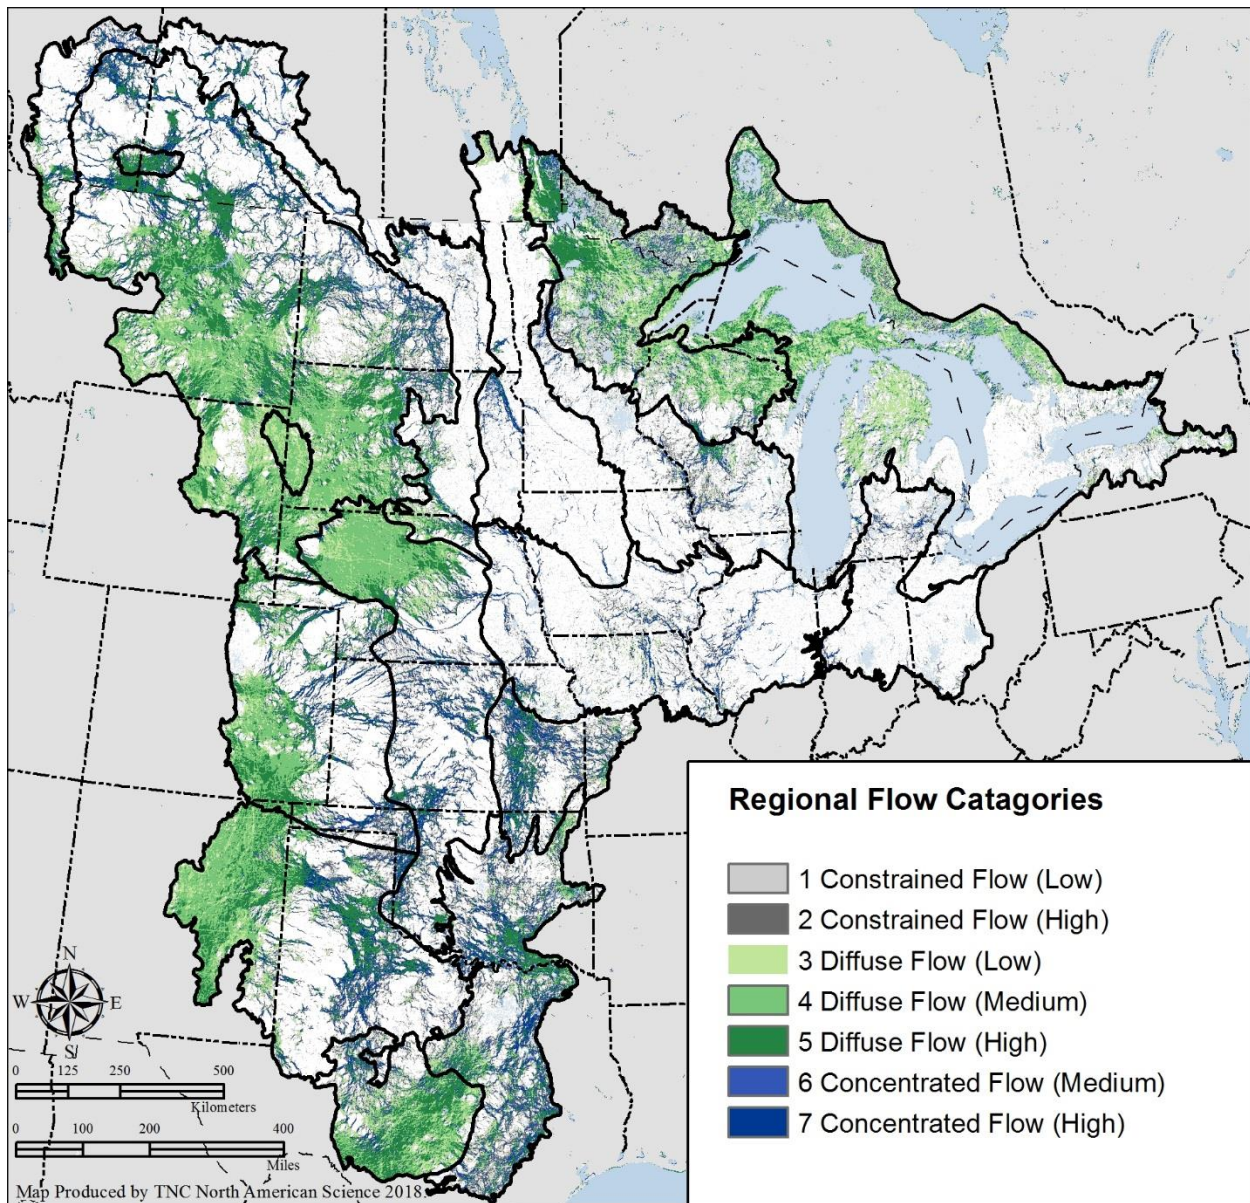 Regional Flow Catagories
1 Constrained Flow (Low)
2 Constrained Flow (High)
3 Diffuse Flow (Low)
4 Diffuse Flow (Medium)
5 Diffuse Flow (High)
6 Concentrated Flow (Medium)
7 Concentrated Flow (High)
N
W E
S
0 125 250 500
Kilometers
0 100 200 400
Miles
Map Produced by TNC North American Science 2018.